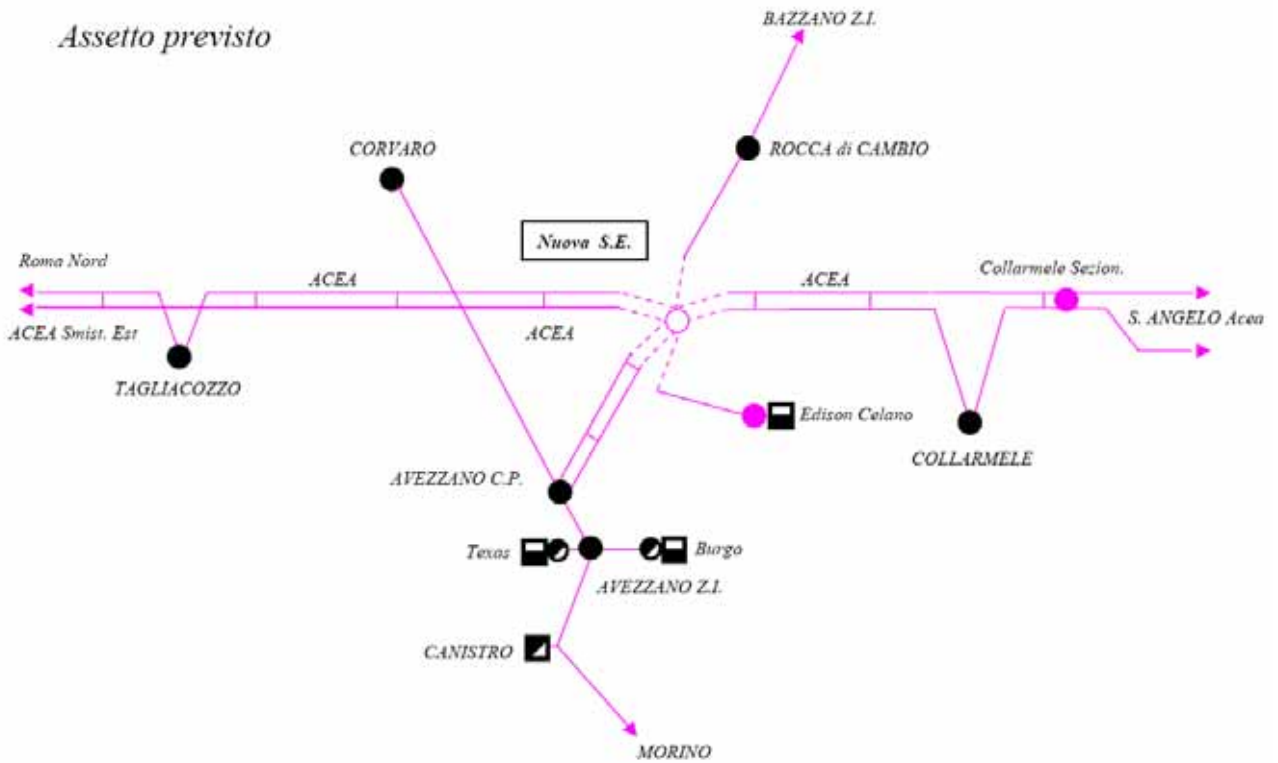 BAZZANO Z.I.
Assetto previsto
CORVARO
ROCCA di CAMBIO
Nuova S.E.
Roma Nord
ACEA
ACEA
Collarmele Sezion.
ACEA Smist. Est
ACEA
S. ANGELO Acea
TAGLIACOZZO
Edison Celano
COLLARMELE
AVEZZANO C.P.
Texas
Burgo
AVEZZANO Z.I.
CANISTRO
MORINO